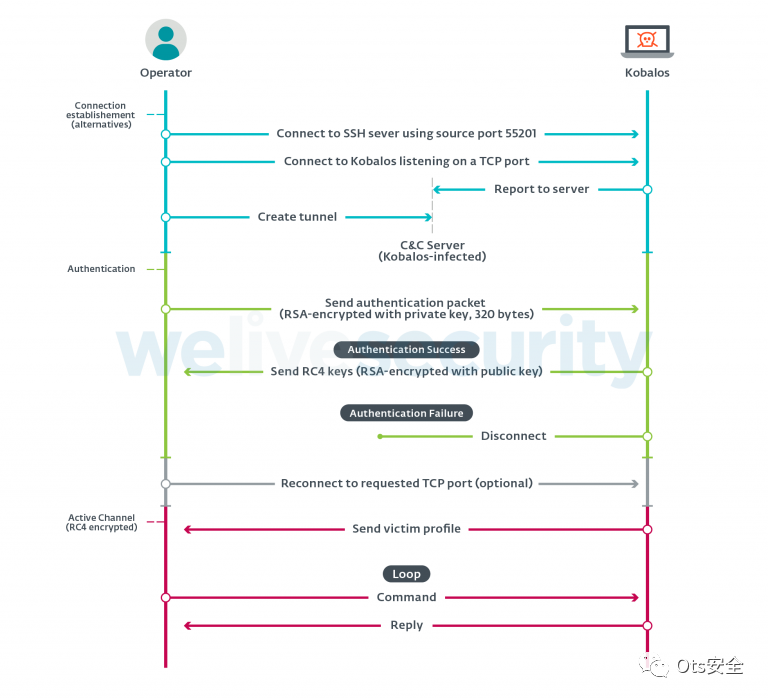 Operator
Kobalos
Connection
establishement
(alternatives)
Connect to SSH sever using source port 55201
Connect to Kobalos listening on a TCP port
Report to server
Create tunnel
C&C Server
(Kobalos-infected)
Authentication
Send authentication packet
(RSA-encrypted with private key, 320 bytes)
welivesecurity
Authentication Success
Send RC4 keys (RSA-encrypted with public key)
Authentication Failure
Disconnect
Reconnect to requested TCP port (optional)
Active Channel
(RC4 encrypted)
Send victim profile
Loop
Command
Reply
Ots安全